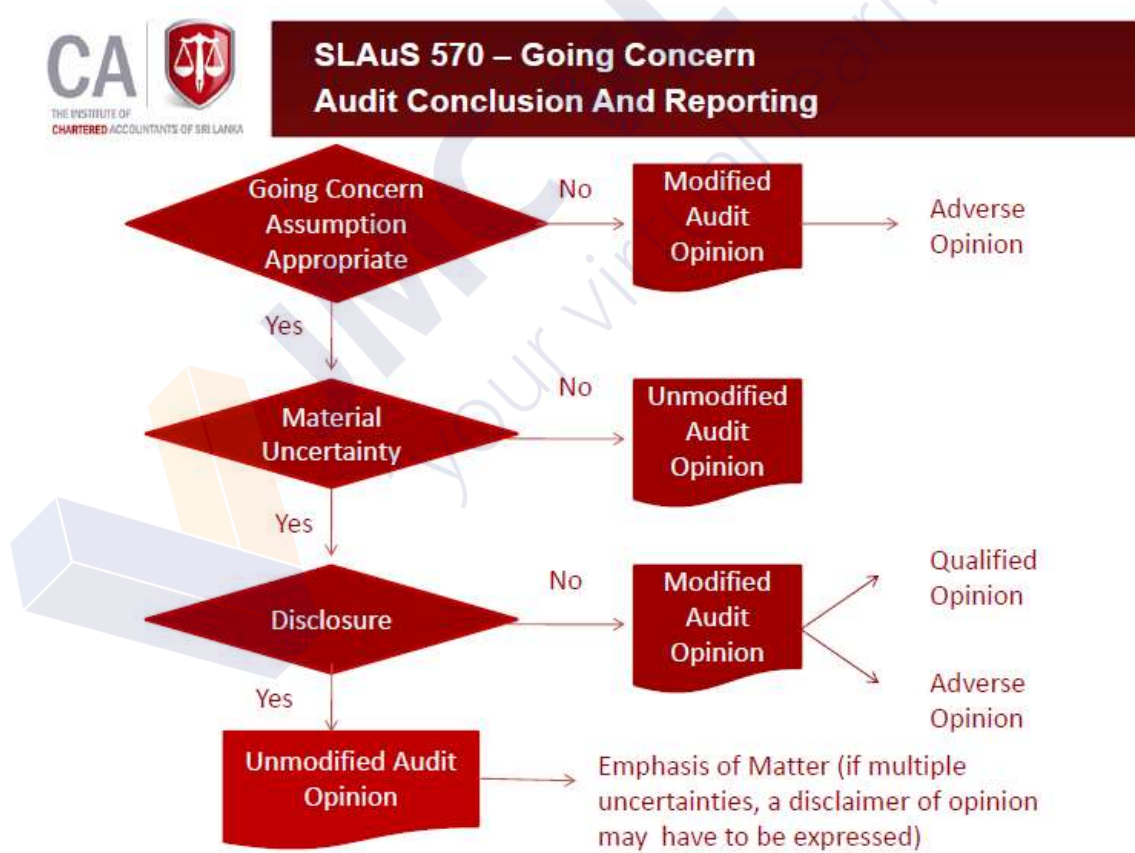 CA
THE INSTITUTE OF
CHARTERED ACCOUNTANTS OF SRI LANKA
SLAuS 570 – Going Concern
Audit Conclusion And Reporting
Going Concern
Assumption
Appropriate
No
Modified
Audit
Opinion
Adverse
Opinion
Yes
Material
Uncertainty
No
Unmodified
Audit
Opinion
Yes
Disclosure
No
Modified
Audit
Opinion
Qualified
Opinion
Adverse
Opinion
Yes
Unmodified Audit
Opinion
Emphasis of Matter (if multiple
uncertainties, a disclaimer of opinion
may have to be expressed)
your virtual